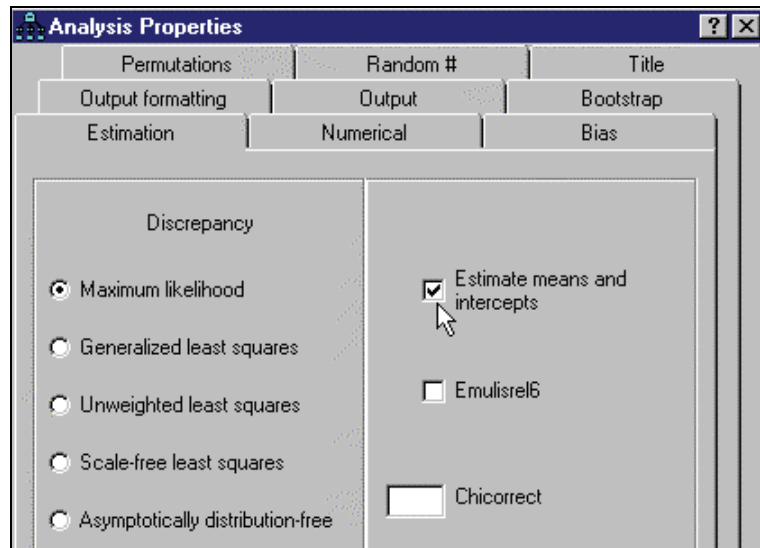 Analysis Properties
Permutations
Random #
Title
Output formatting
Output
Bootstrap
Estimation
Numerical
Bias
Discrepancy
Maximum likelihood
Generalized least squares
Unweighted least squares
Scale-free least squares
Asymptotically distribution-free
Estimate means and
intercepts
Emulisrel6
Chicorrect